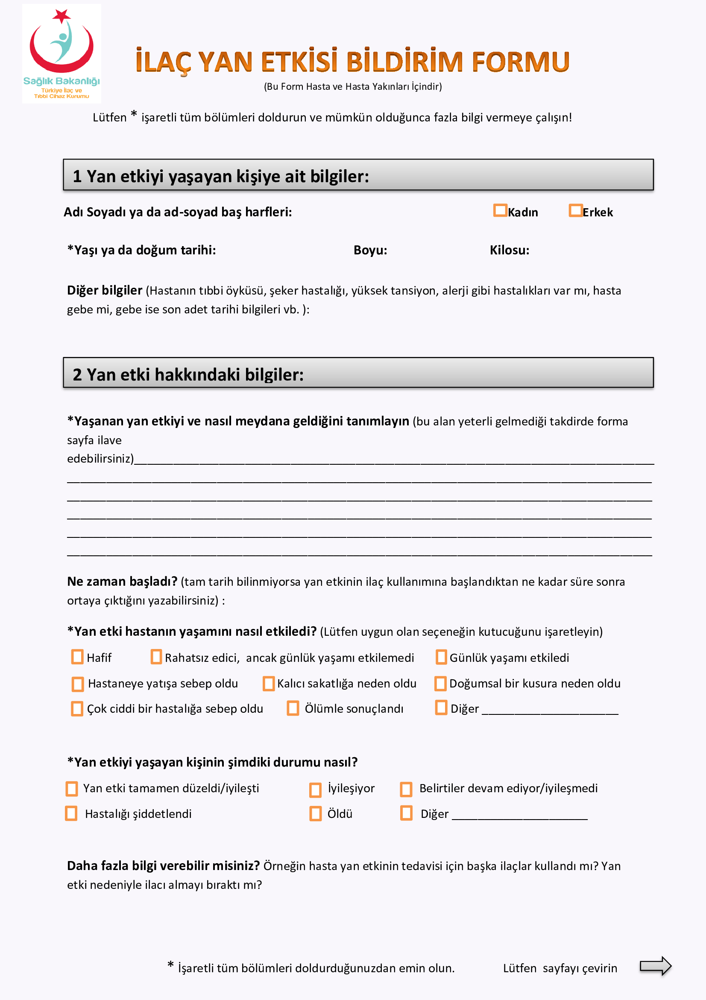 Sağlık Bakanlığı
Türkiye İlaç ve
Tıbbi Cihaz Kurumu
İLAÇ YAN ETKİSİ BİLDİRİM FORMU
(Bu Form Hasta ve Hasta Yakınları İçindir)
Lütfen * işaretli tüm bölümleri doldurun ve mümkün olduğunca fazla bilgi vermeye çalışın!
1 Yan etkiyi yaşayan kişiye ait bilgiler:
Adı Soyadı ya da ad-soyad baş harfleri: Kadın Erkek
*Yaşı ya da doğum tarihi: Boyu: Kilosu:
Diğer bilgiler (Hastanın tıbbi öyküsü, şeker hastalığı, yüksek tansiyon, alerji gibi hastalıkları var mı, hasta
gebe mi, gebe ise son adet tarihi bilgileri vb. ):
2 Yan etki hakkındaki bilgiler:
*Yaşanan yan etkiyi ve nasıl meydana geldiğini tanımlayın (bu alan yeterli gelmediği takdirde forma
sayfa ilave
edebilirsiniz)
Ne zaman başladı? (tam tarih bilinmiyorsa yan etkinin ilaç kullanımına başlandıktan ne kadar süre sonra
ortaya çıktığını yazabilirsiniz) :
*Yan etki hastanın yaşamını nasıl etkiledi? (Lütfen uygun olan seçeneğin kutucuğunu işaretleyin)
Hafif Rahatsız edici, ancak günlük yaşamı etkilemedi Günlük yaşamı etkiledi
Hastaneye yatışa sebep oldu Kalıcı sakatlığa neden oldu Doğumsal bir kusura neden oldu
Çok ciddi bir hastalığa sebep oldu Ölümle sonuçlandı Diğer
*Yan etkiyi yaşayan kişinin şimdiki durumu nasıl?
Yan etki tamamen düzeldi/iyileşti İyileşiyor Belirtiler devam ediyor/iyileşmedi
Hastalığı şiddetlendi Öldü Diğer
Daha fazla bilgi verebilir misiniz? Örneğin hasta yan etkinin tedavisi için başka ilaçlar kullandı mı? Yan
etki nedeniyle ilacı almayı bıraktı mı?
* İşaretli tüm bölümleri doldurduğunuzdan emin olun. Lütfen sayfayı çevirin